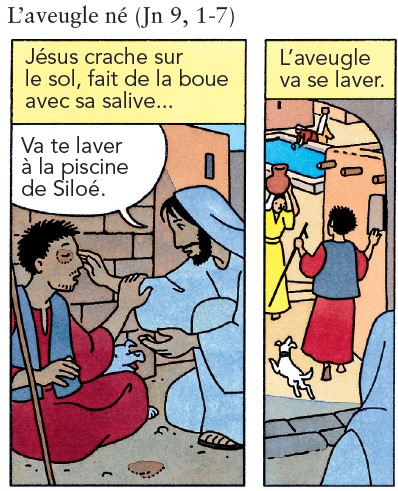 L'aveugle né (Jn 9, 1-7)
Jésus crache sur
le sol, fait de la boue
avec sa salive...
Va te laver
à la piscine
de Siloé.
L'aveugle
va se laver.